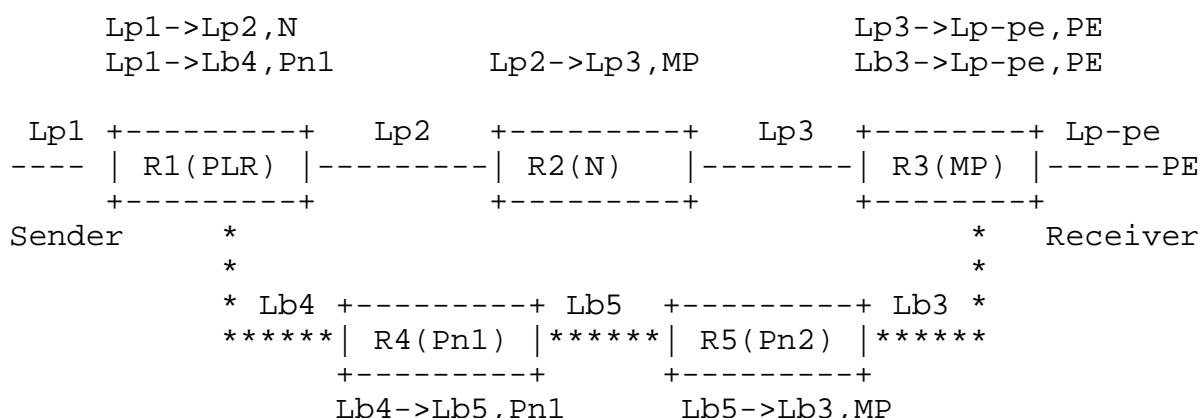 Lp1->Lp2,N                              Lp3->Lp-pe,PE
Lp1->Lb4,Pn1          Lp2->Lp3,MP       Lb3->Lp-pe,PE
Lp1 Lp2 Lp3 Lp-pe
R1(PLR) R2(N) R3(MP) PE
Sender Receiver
Lb4 Lb5 Lb3
R4(Pn1) R5(Pn2)
Lb4->Lb5,Pn1 Lb5->Lb3,MP